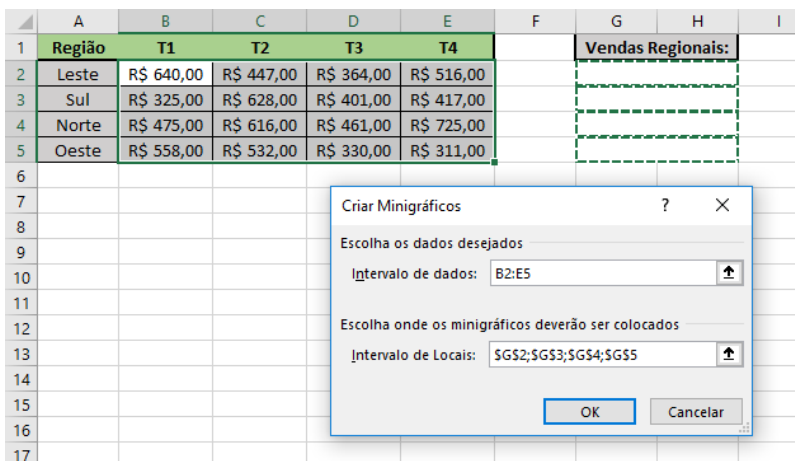 A B C D E F G H I
1 Região T1 T2 T3 T4 Vendas Regionais:
2 Leste R$ 640,00 R$ 447,00 R$ 364,00 R$ 516,00
3 Sul R$ 325,00 R$ 628,00 R$ 401,00 R$ 417,00
4 Norte R$ 475,00 R$ 616,00 R$ 461,00 R$ 725,00
5 Oeste R$ 558,00 R$ 532,00 R$ 330,00 R$ 311,00
6
7
8
9
10
11
12
13
14
15
16
17
Criar Minigráficos ? X
Escolha os dados desejados
Intervalo de dados: B2:E5
Escolha onde os minigráficos deverão ser colocados
Intervalo de Locais: $G$2;$G$3;$G$4;$G$5
OK Cancelar